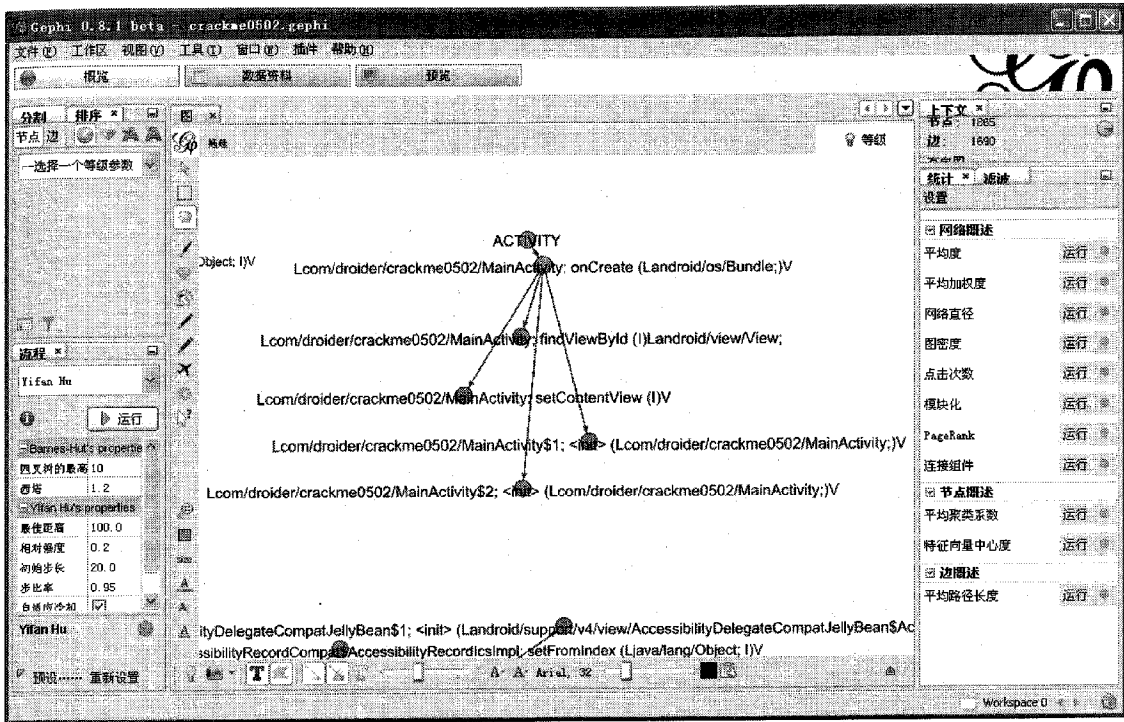 Gephi 0.8.1 beta - crackme0502.gephi
文件(F) 工作区 视图(V) 工具(T) 窗口(W) 插件 帮助(H)
概览 数据资料 预览
分割 排序
节点 边
---选择一个等级参数
流程
Yifan Hu
运行
Barnes-Hut's propertie
四叉树的最高 10
西塔 1.2
Yifan Hu's properties
最佳距离 100.0
相对强度 0.2
初始步长 20.0
步比率 0.95
自适应冷却
Yifan Hu
预设...... 重新设置
图
拖拽
等级
ACTIVITY
Object; I)V
Lcom/droider/crackme0502/MainActivity; onCreate (Landroid/os/Bundle;)V
Lcom/droider/crackme0502/MainActivity; findViewById (I)Landroid/view/View;
Lcom/droider/crackme0502/MainActivity; setContentView (I)V
Lcom/droider/crackme0502/MainActivity$1; <init> (Lcom/droider/crackme0502/MainActivity;)V
Lcom/droider/crackme0502/MainActivity$2; <init> (Lcom/droider/crackme0502/MainActivity;)V
ityDelegateCompatJellyBean$1; <init> (Landroid/support/v4/view/AccessibilityDelegateCompatJellyBean$Ac
ssibilityRecordCompat$AccessibilityRecordIcsImpl; setFromIndex (Ljava/lang/Object; I)V
Arial, 32
上下文
节点: 1865
边: 1690
统计 滤波
设置
网络概述
平均度 运行
平均加权度 运行
网络直径 运行
图密度 运行
点击次数 运行
模块化 运行
PageRank 运行
连接组件 运行
节点概述
平均聚类系数 运行
特征向量中心度 运行
边概述
平均路径长度 运行
Workspace 0